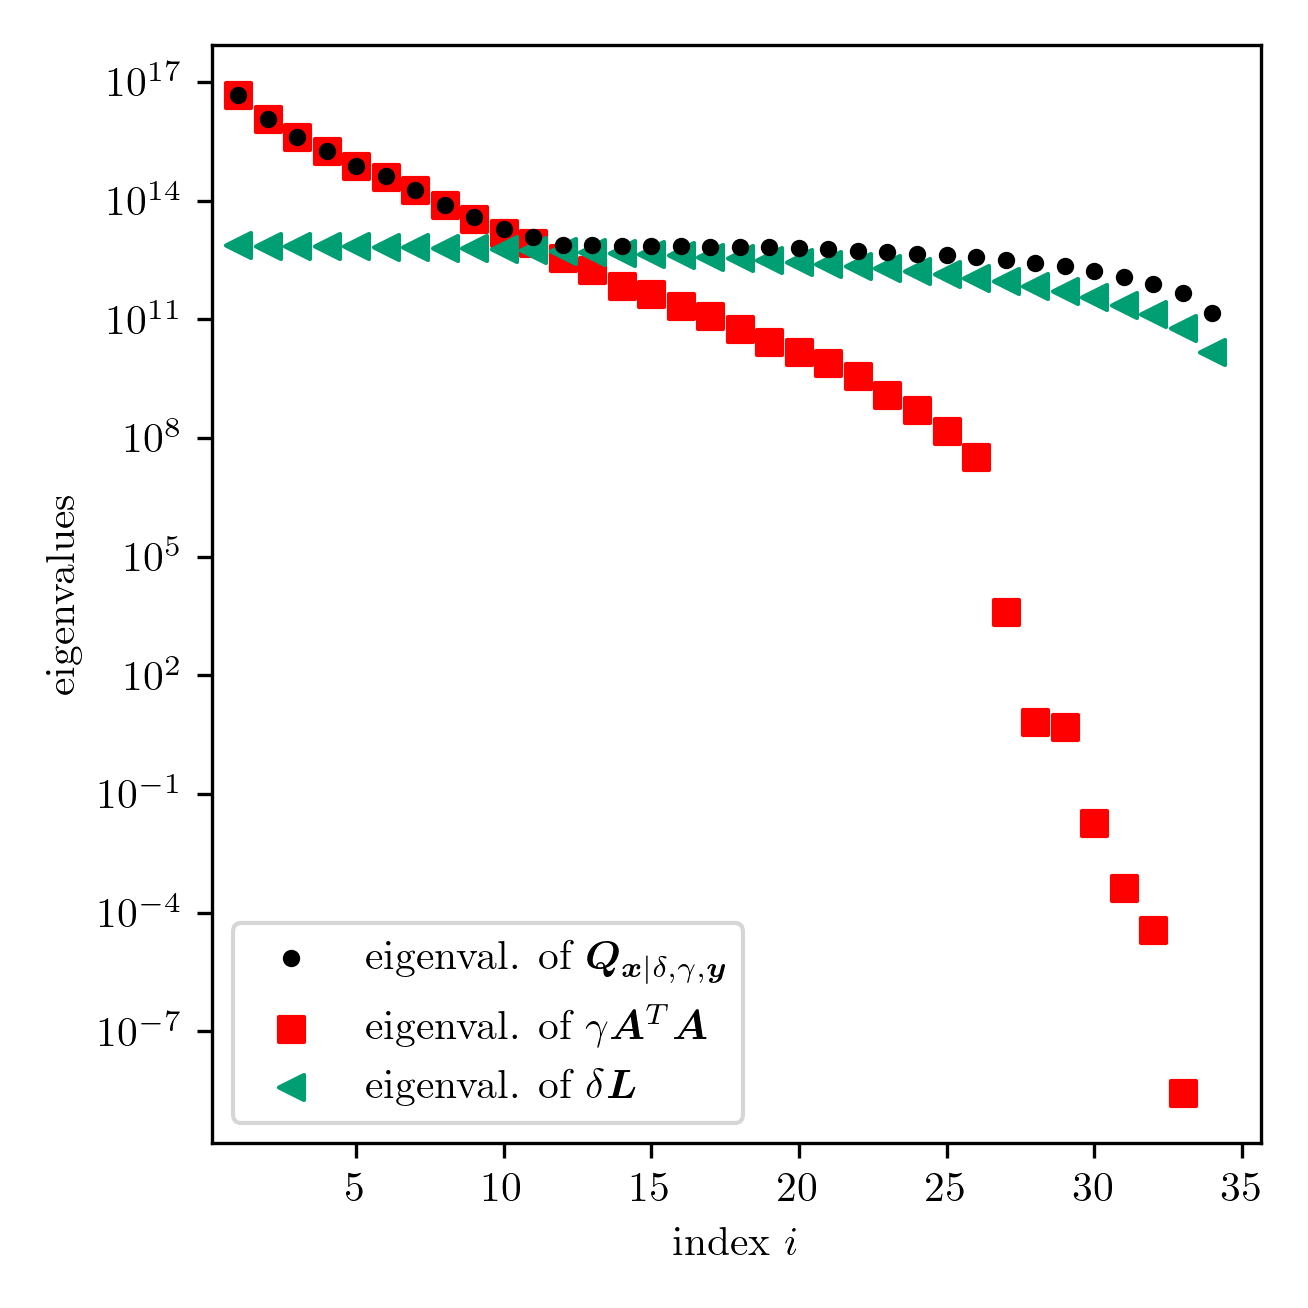 eigenvalues
10^17
10^14
10^11
10^8
10^5
10^2
10^−1
10^−4
10^−7
eigenval. of Q_x|δ,γ,y
eigenval. of γA^T A
eigenval. of δL
5 10 15 20 25 30 35
index i